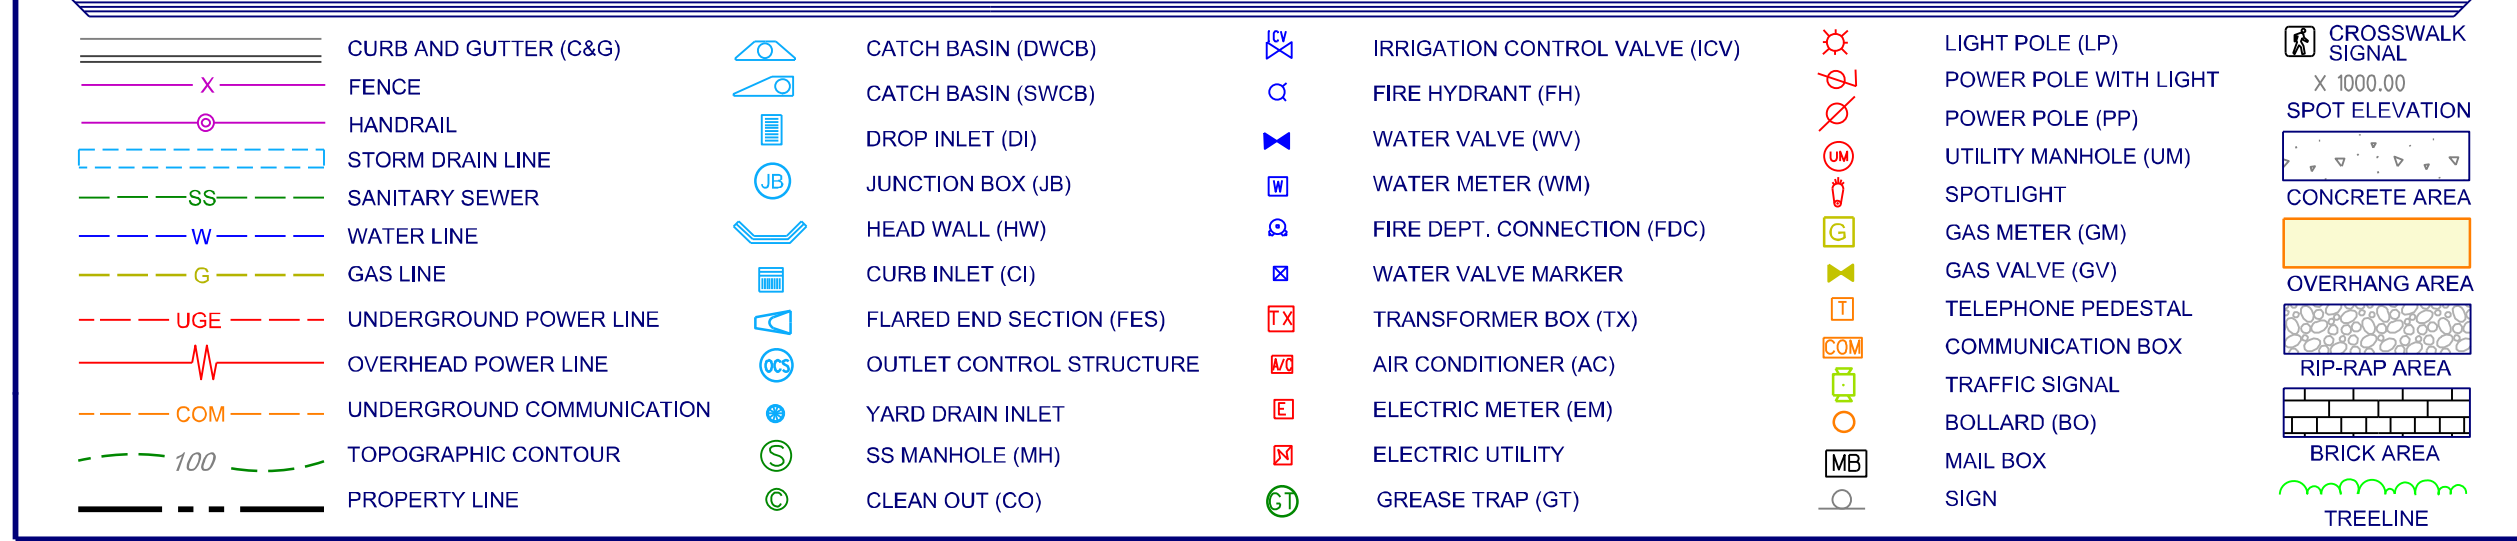 CURB AND GUTTER (C&G)
X
FENCE
HANDRAIL
STORM DRAIN LINE
SS
SANITARY SEWER
W
WATER LINE
G
GAS LINE
UGE
UNDERGROUND POWER LINE
OVERHEAD POWER LINE
COM
UNDERGROUND COMMUNICATION
100
TOPOGRAPHIC CONTOUR
PROPERTY LINE
CATCH BASIN (DWCB)
CATCH BASIN (SWCB)
DROP INLET (DI)
JB
JUNCTION BOX (JB)
HEAD WALL (HW)
CURB INLET (CI)
FLARED END SECTION (FES)
OCS
OUTLET CONTROL STRUCTURE
YARD DRAIN INLET
S
SS MANHOLE (MH)
C
CLEAN OUT (CO)
ICV
IRRIGATION CONTROL VALVE (ICV)
FIRE HYDRANT (FH)
WATER VALVE (WV)
W
WATER METER (WM)
FIRE DEPT. CONNECTION (FDC)
WATER VALVE MARKER
TX
TRANSFORMER BOX (TX)
A/C
AIR CONDITIONER (AC)
E
ELECTRIC METER (EM)
ELECTRIC UTILITY
GT
GREASE TRAP (GT)
LIGHT POLE (LP)
POWER POLE WITH LIGHT
POWER POLE (PP)
UM
UTILITY MANHOLE (UM)
SPOTLIGHT
G
GAS METER (GM)
GAS VALVE (GV)
T
TELEPHONE PEDESTAL
COM
COMMUNICATION BOX
TRAFFIC SIGNAL
BOLLARD (BO)
MB
MAIL BOX
SIGN
CROSSWALK
SIGNAL
X 1000.00
SPOT ELEVATION
CONCRETE AREA
OVERHANG AREA
RIP-RAP AREA
BRICK AREA
TREELINE